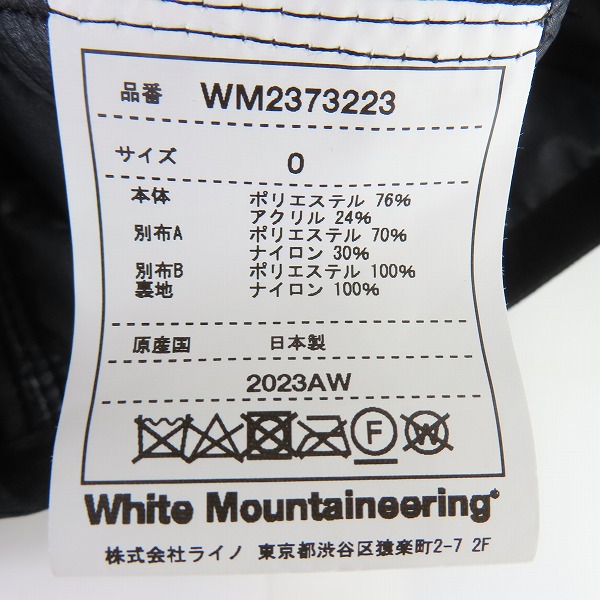 品番 WM2373223
サイズ 0
本体 ポリエステル 76%
アクリル 24%
別布A ポリエステル 70%
ナイロン 30%
別布B ポリエステル 100%
裏地 ナイロン 100%
原産国 日本製
2023AW
F W
White Mountaineering®
株式会社ライノ 東京都渋谷区猿楽町2-7 2F